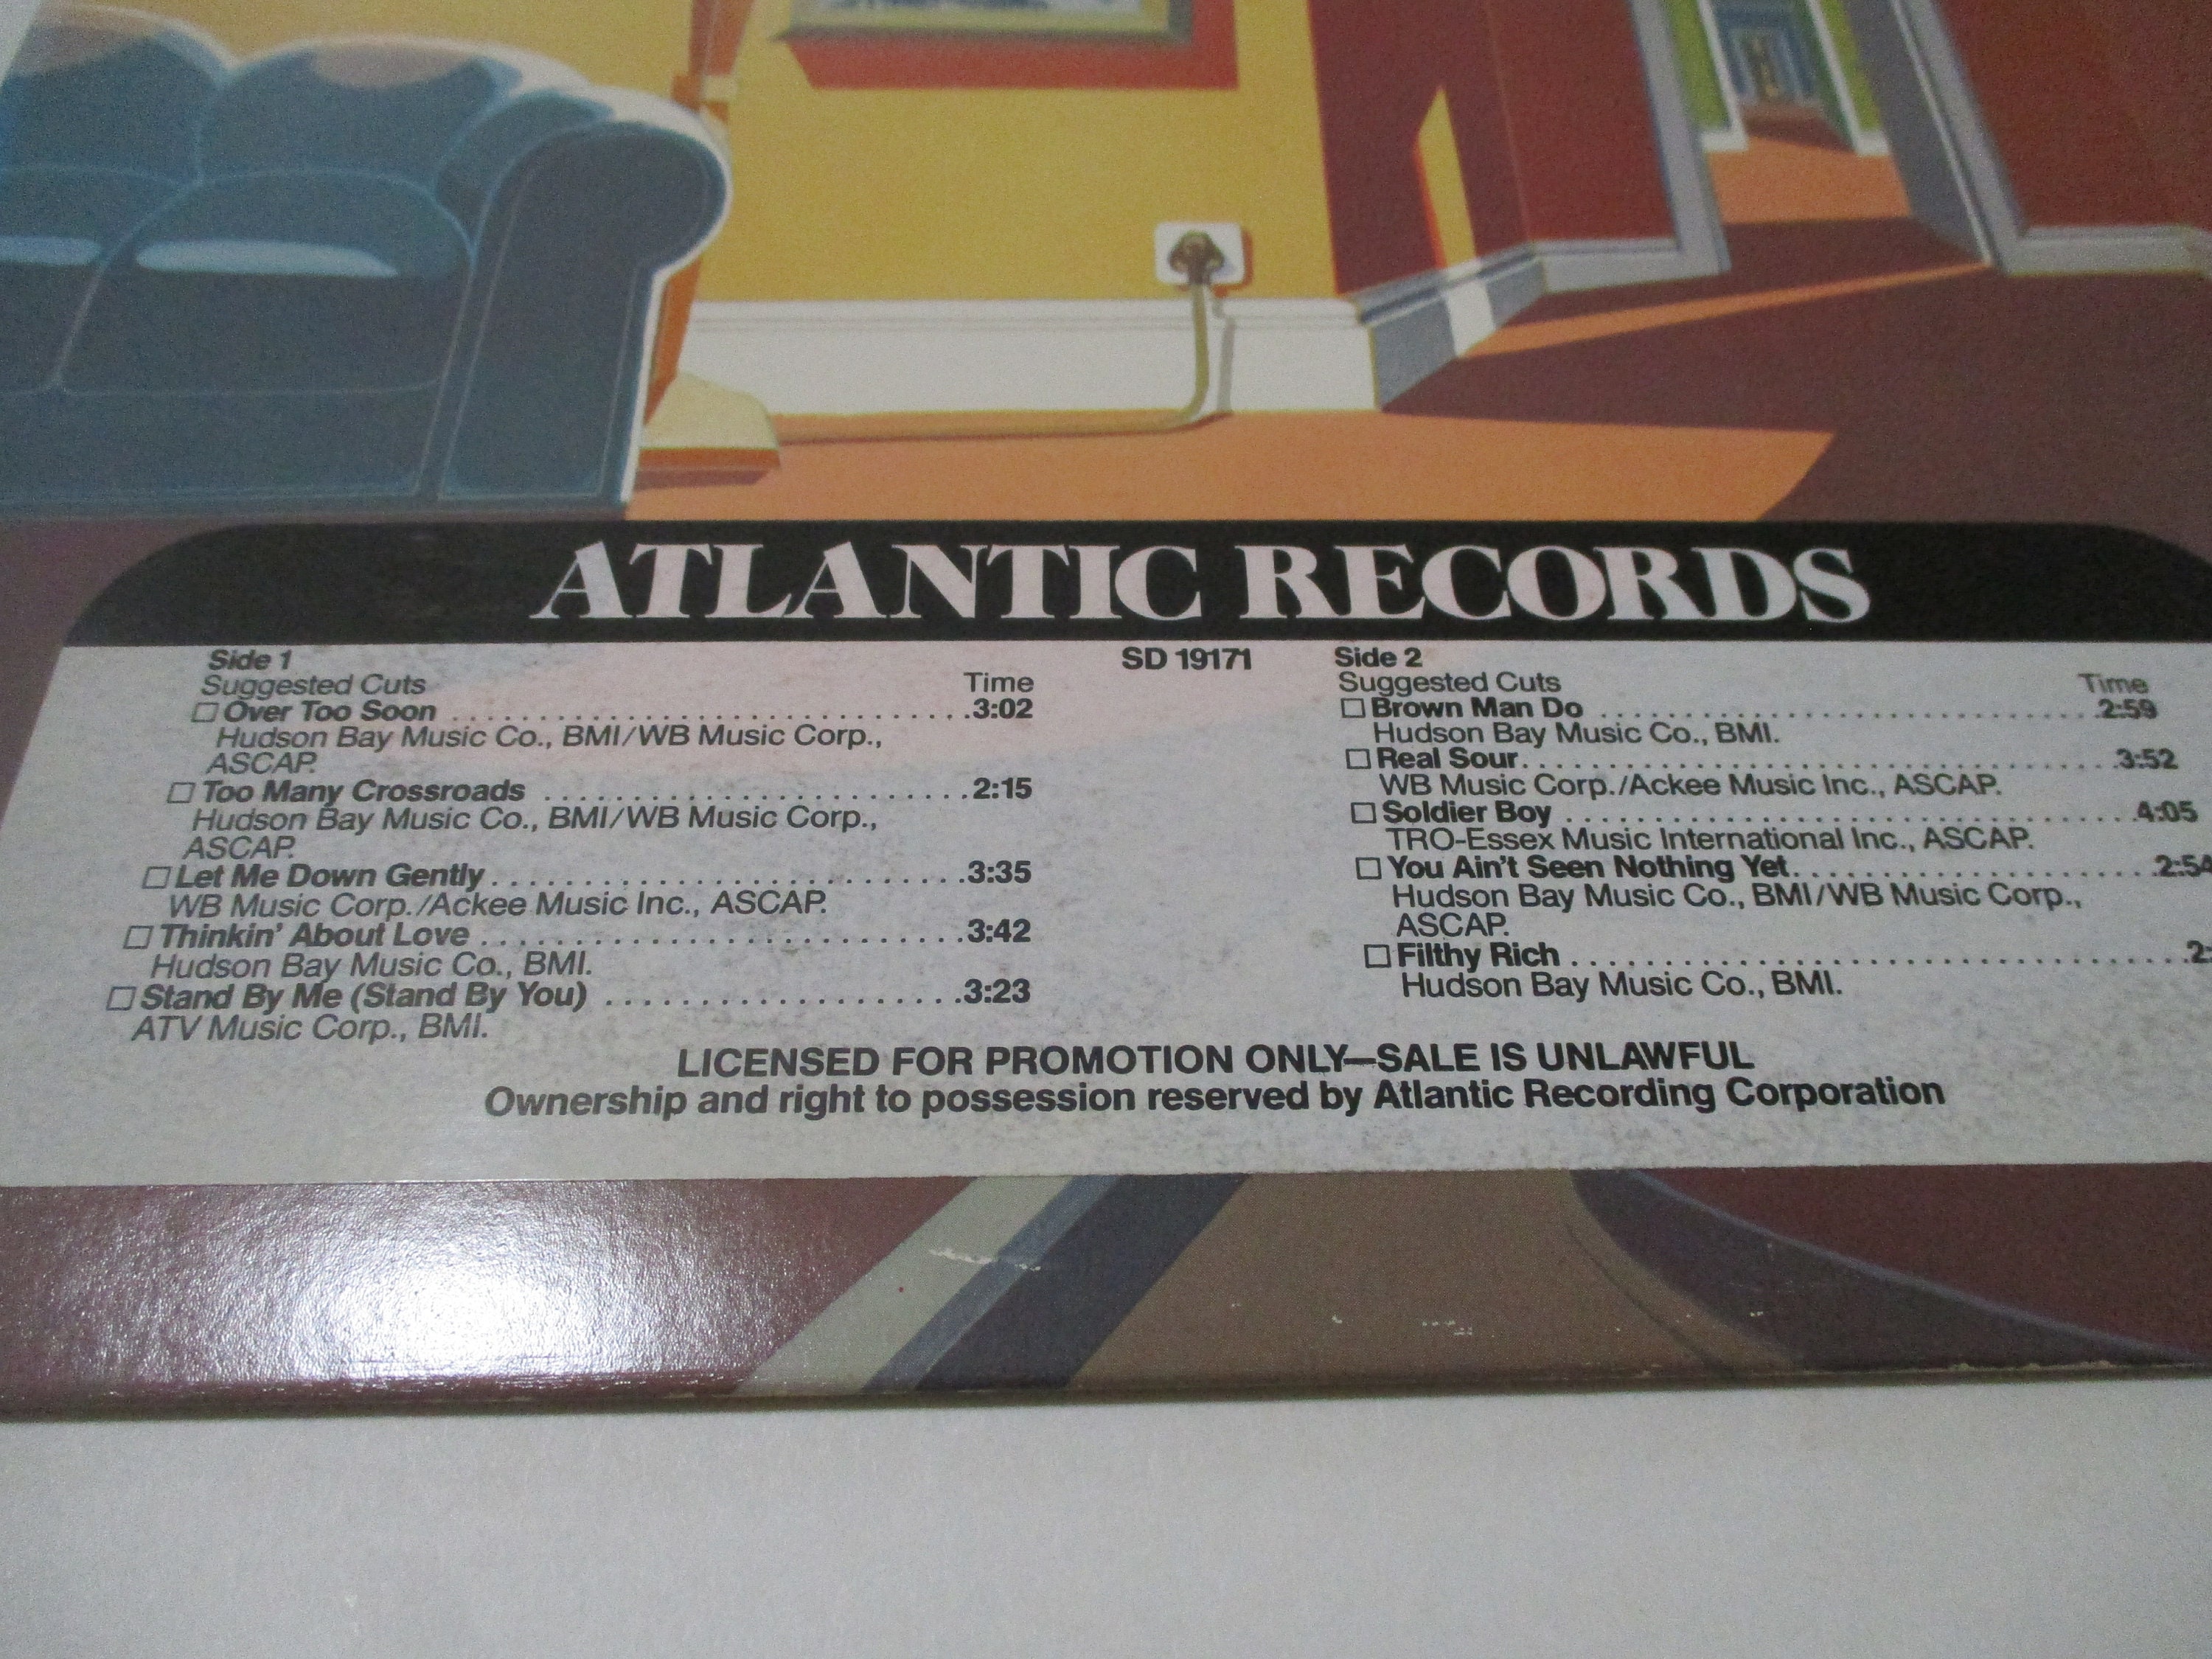 ATLANTIC RECORDS
SD 19171
Side 1
Suggested Cuts Time
Over Too Soon 3:02
Hudson Bay Music Co., BMI/WB Music Corp.,
ASCAP.
Too Many Crossroads 2:15
Hudson Bay Music Co., BMI/WB Music Corp.,
ASCAP.
Let Me Down Gently 3:35
WB Music Corp./Ackee Music Inc., ASCAP.
Thinkin' About Love 3:42
Hudson Bay Music Co., BMI.
Stand By Me (Stand By You) 3:23
ATV Music Corp., BMI.
Side 2
Suggested Cuts Time
Brown Man Do 2:59
Hudson Bay Music Co., BMI.
Real Sour 3:52
WB Music Corp./Ackee Music Inc., ASCAP.
Soldier Boy 4:05
TRO-Essex Music International Inc., ASCAP.
You Ain't Seen Nothing Yet 2:54
Hudson Bay Music Co., BMI/WB Music Corp.,
ASCAP.
Filthy Rich
Hudson Bay Music Co., BMI.
LICENSED FOR PROMOTION ONLY—SALE IS UNLAWFUL
Ownership and right to possession reserved by Atlantic Recording Corporation